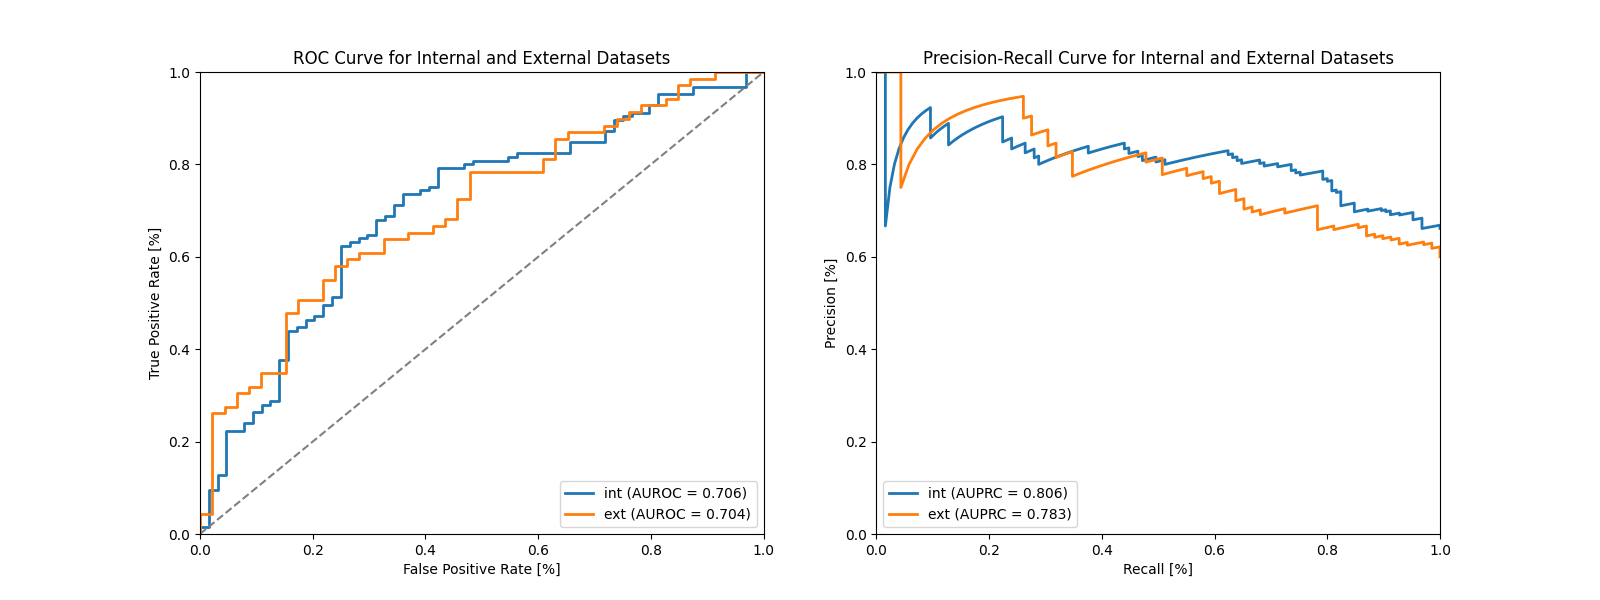 ROC Curve for Internal and External Datasets
1.0
0.8
0.6
0.4
0.2
0.0
True Positive Rate [%]
0.0 0.2 0.4 0.6 0.8 1.0
False Positive Rate [%]
int (AUROC = 0.706)
ext (AUROC = 0.704)
Precision-Recall Curve for Internal and External Datasets
1.0
0.8
0.6
0.4
0.2
0.0
Precision [%]
0.0 0.2 0.4 0.6 0.8 1.0
Recall [%]
int (AUPRC = 0.806)
ext (AUPRC = 0.783)